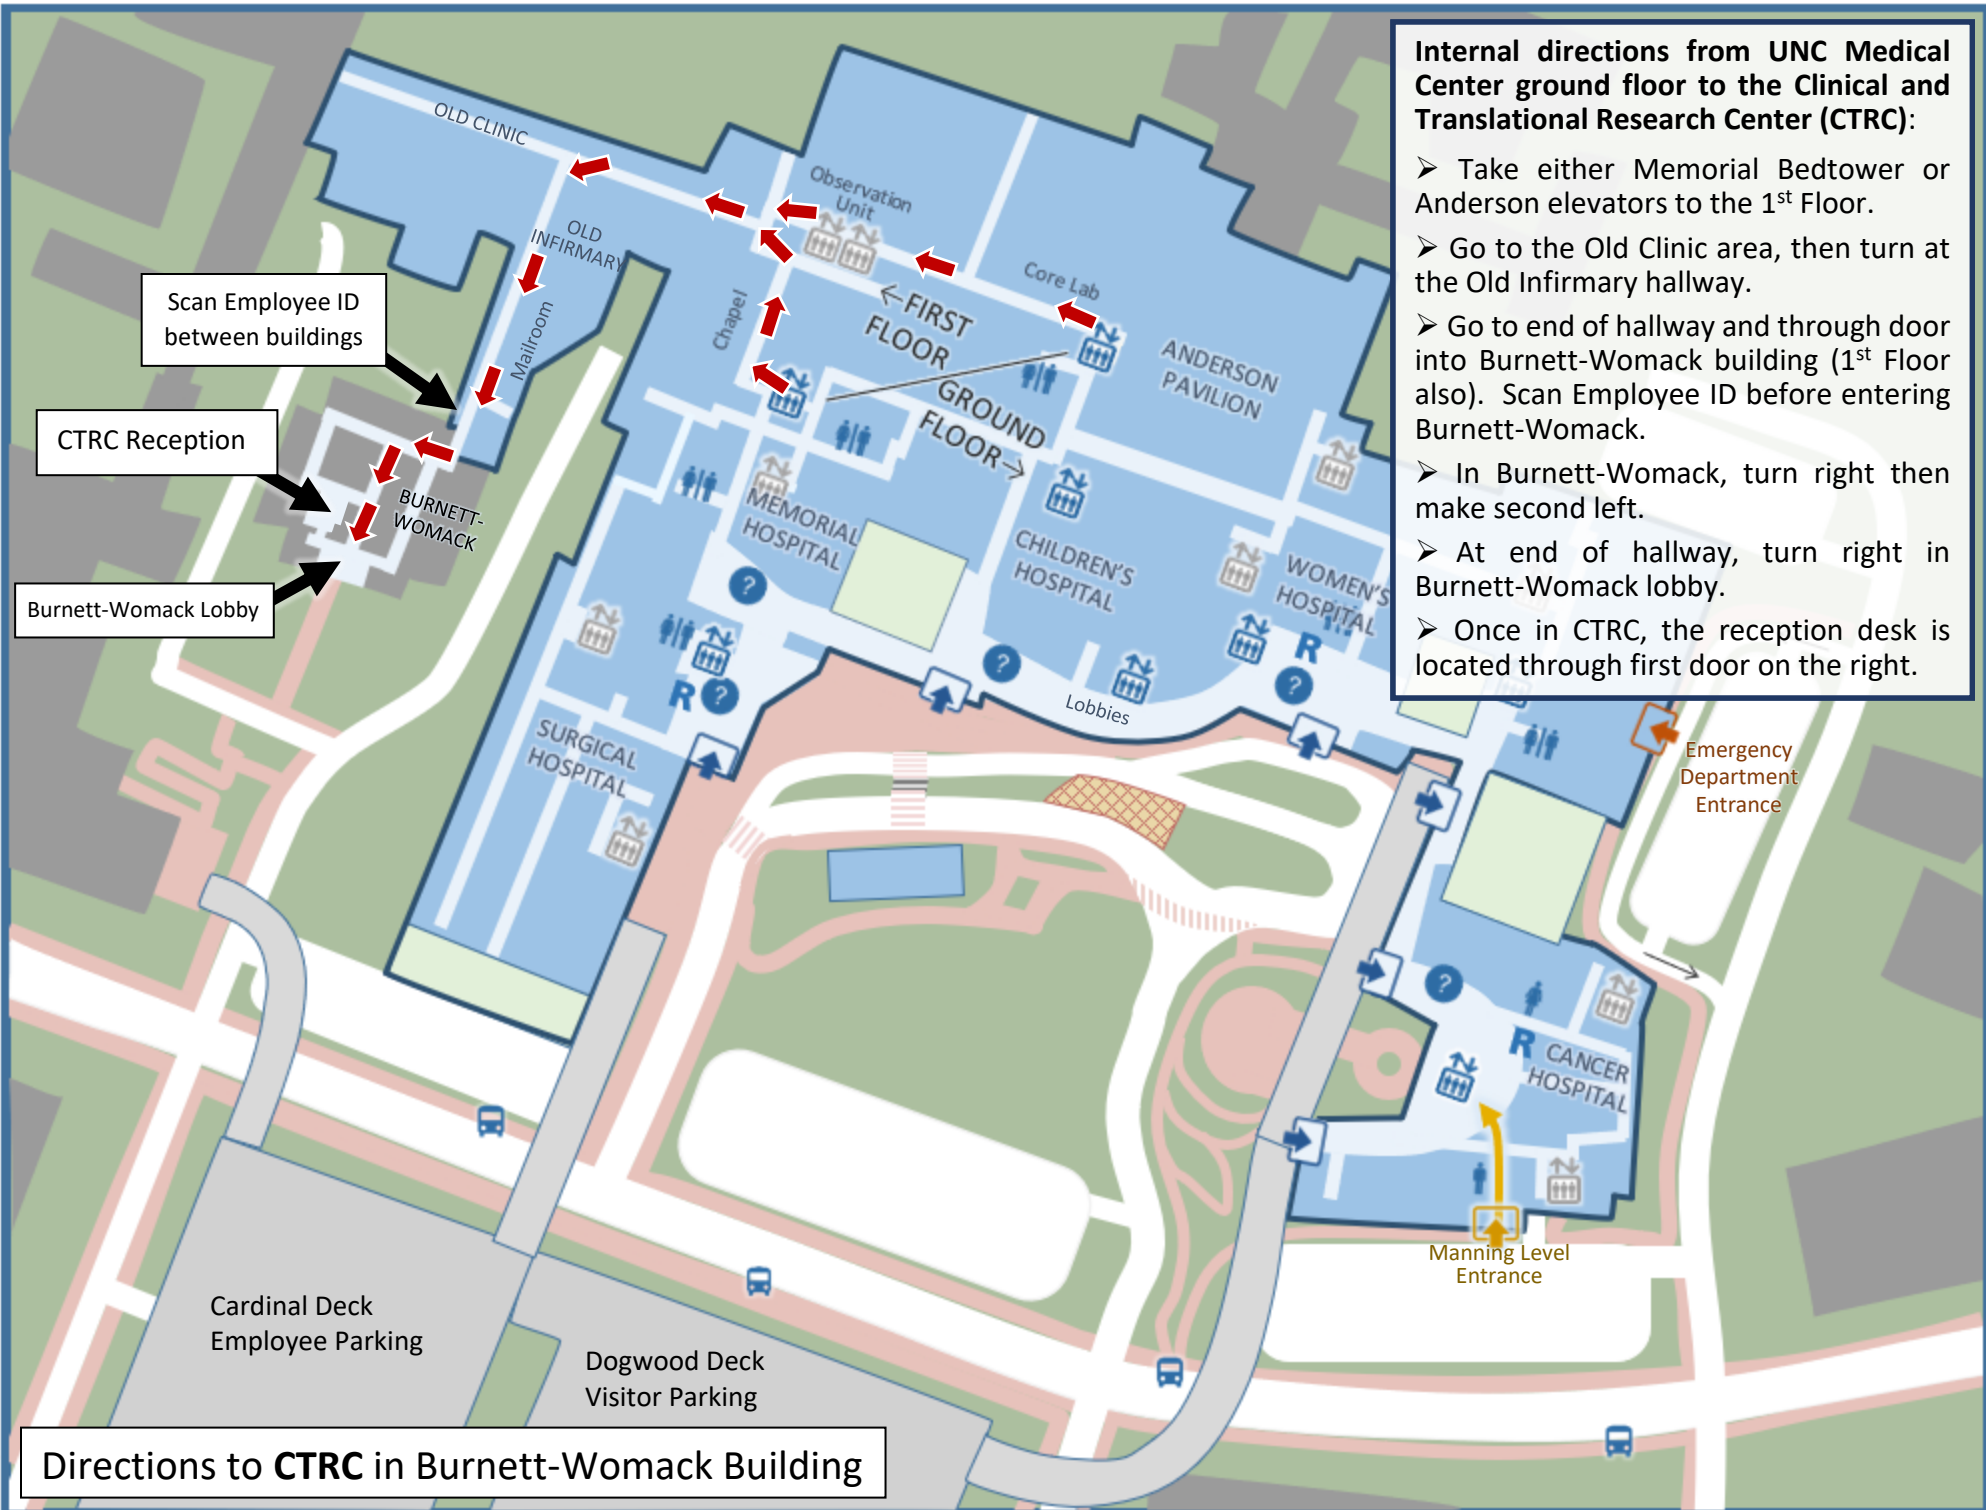 Internal directions from UNC Medical
Center ground floor to the Clinical and
Translational Research Center (CTRC):
➢ Take either Memorial Bedtower or
Anderson elevators to the 1st Floor.
➢ Go to the Old Clinic area, then turn at
the Old Infirmary hallway.
➢ Go to end of hallway and through door
into Burnett-Womack building (1st Floor
also). Scan Employee ID before entering
Burnett-Womack.
➢ In Burnett-Womack, turn right then
make second left.
➢ At end of hallway, turn right in
Burnett-Womack lobby.
➢ Once in CTRC, the reception desk is
located through first door on the right.
OLD CLINIC
Observation
Unit
OLD
INFIRMARY
Core Lab
Scan Employee ID
between buildings
Mailroom
Chapel
←FIRST
FLOOR
GROUND
FLOOR→
ANDERSON
PAVILION
CTRC Reception
BURNETT-
WOMACK
MEMORIAL
HOSPITAL
CHILDREN'S
HOSPITAL
WOMEN'S
HOSPITAL
Burnett-Womack Lobby
?
?
R
?
R
?
Lobbies
SURGICAL
HOSPITAL
Emergency
Department
Entrance
?
R
CANCER
HOSPITAL
Manning Level
Entrance
Cardinal Deck
Employee Parking
Dogwood Deck
Visitor Parking
Directions to CTRC in Burnett-Womack Building